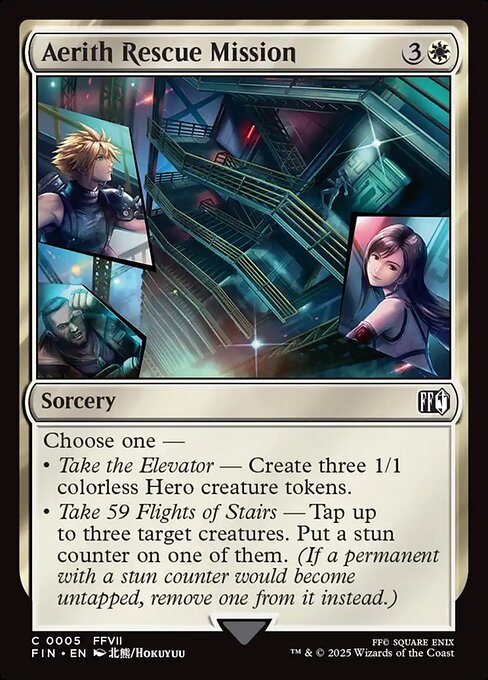 Aerith Rescue Mission 3
Sorcery FF
Choose one —
• Take the Elevator — Create three 1/1
colorless Hero creature tokens.
• Take 59 Flights of Stairs — Tap up
to three target creatures. Put a stun
counter on one of them. (If a permanent
with a stun counter would become
untapped, remove one from it instead.)
C 0005 FFVII
FIN • EN 北熊/Hokuyuu
FF© SQUARE ENIX
™ & © 2025 Wizards of the Coast